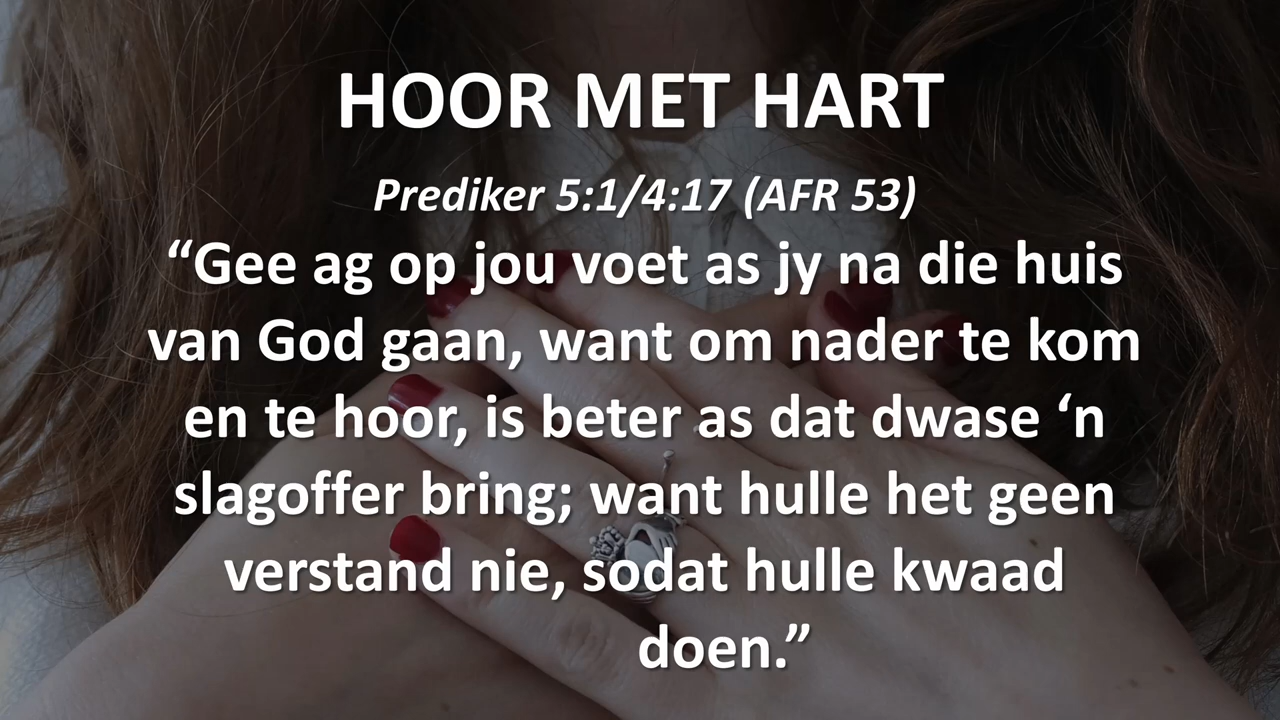 HOOR MET HART
Prediker 5:1/4:17 (AFR 53)
“Gee ag op jou voet as jy na die huis
van God gaan, want om nader te kom
en te hoor, is beter as dat dwase ‘n
slagoffer bring; want hulle het geen
verstand nie, sodat hulle kwaad
doen.”